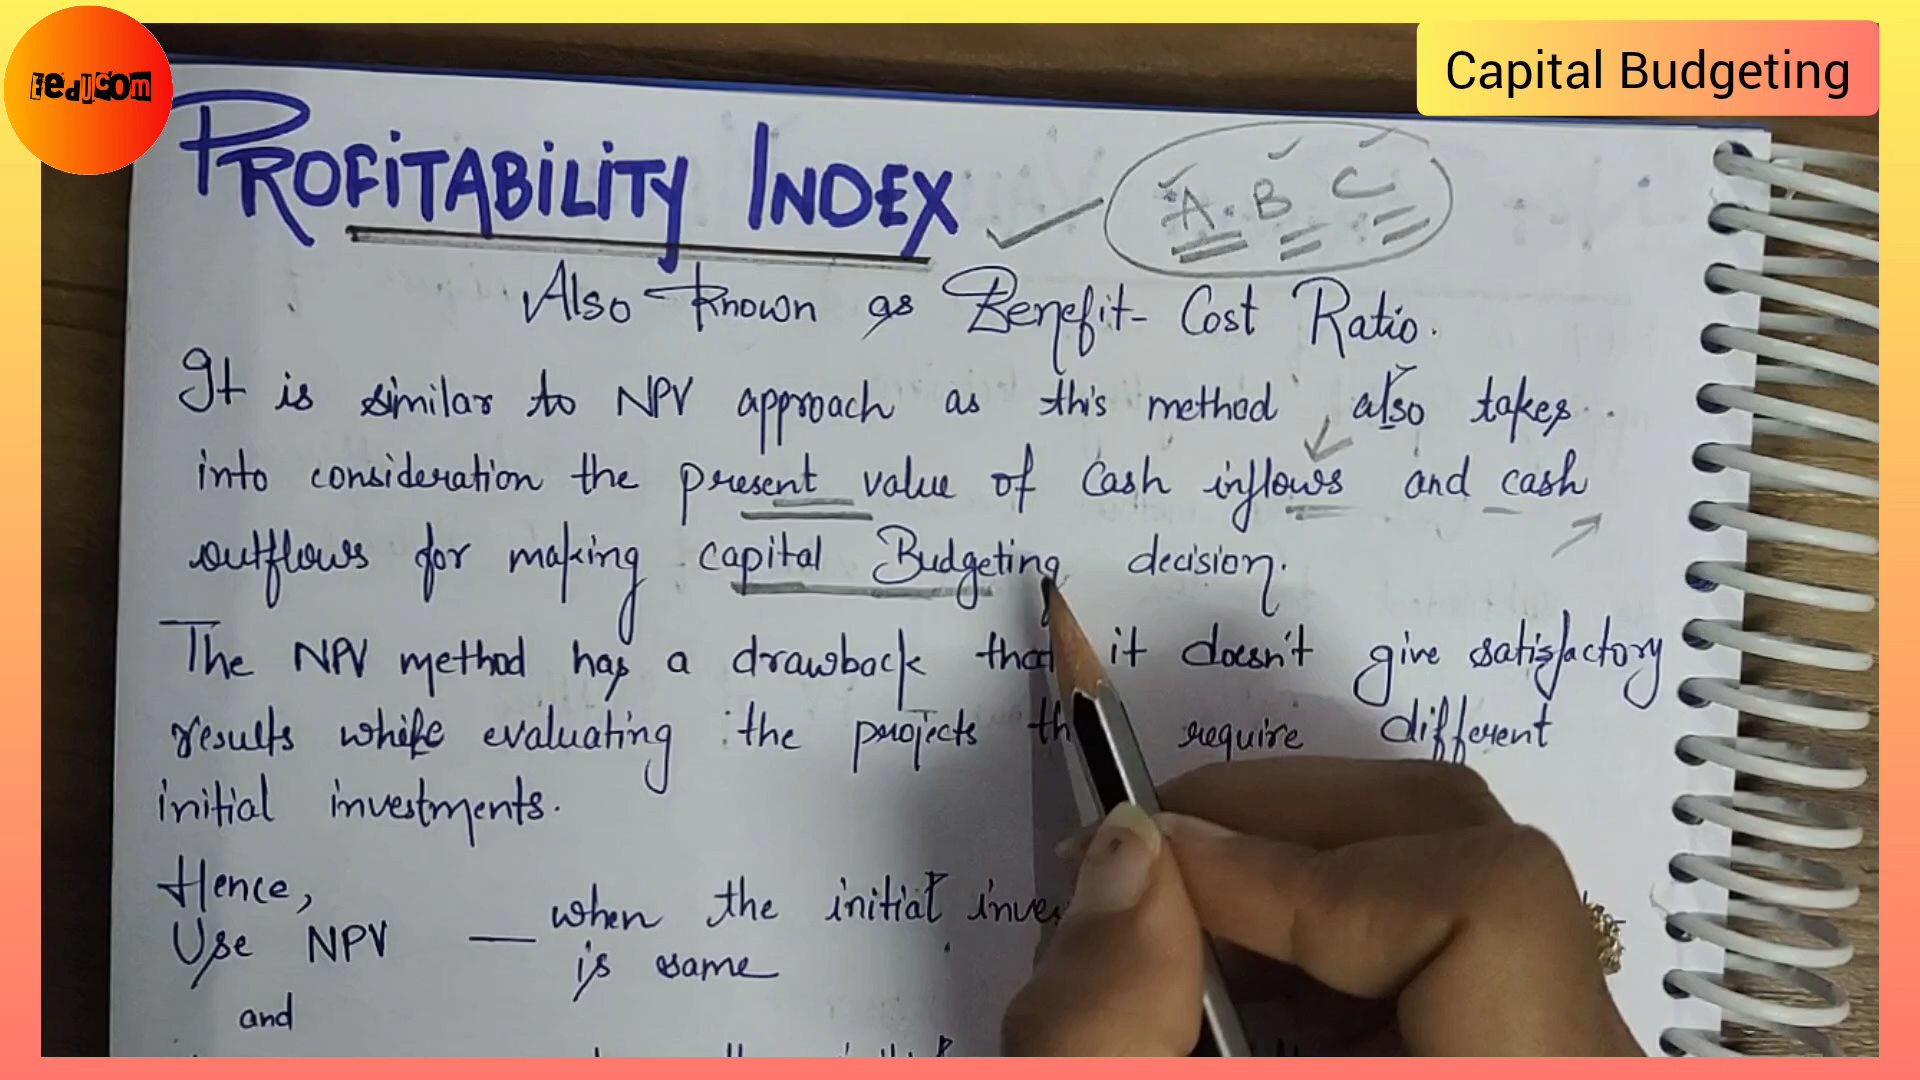 EeducOm
Capital Budgeting
PROFITABILITY INDEX
A. B C
Also Known as Benefit-Cost Ratio.
It is similar to NPV approach as this method also takes
into consideration the present value of Cash inflows and cash
outflows for making capital Budgeting decision.
The NPV method has a drawback that it doesn't give satisfactory
results while evaluating the projects th require different
initial investments.
Hence,
Use NPV — when the initial inves
is same
and